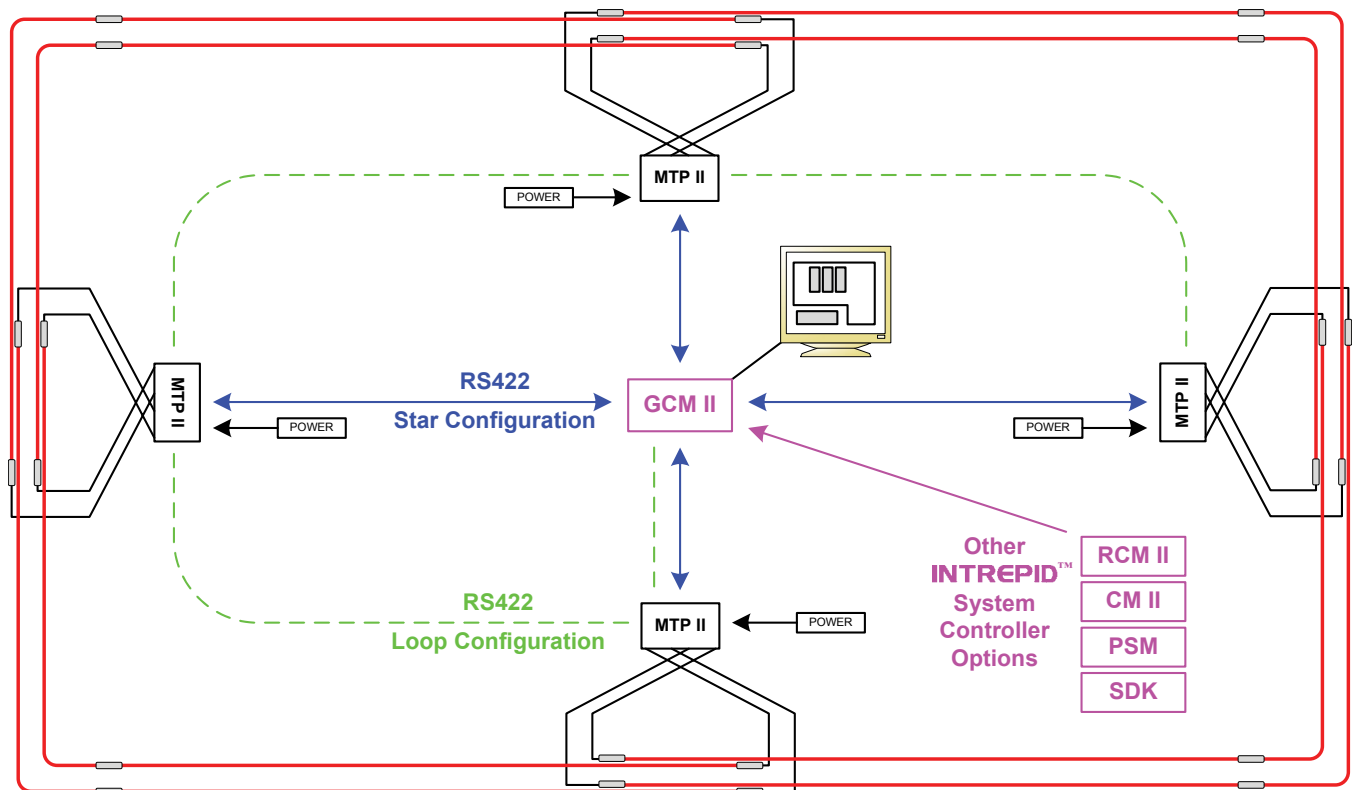 MTP II
POWER
MTP II
POWER
RS422
Star Configuration
GCM II
MTP II
POWER
RS422
Loop Configuration
MTP II
POWER
Other
INTREPID™
System
Controller
Options
RCM II
CM II
PSM
SDK